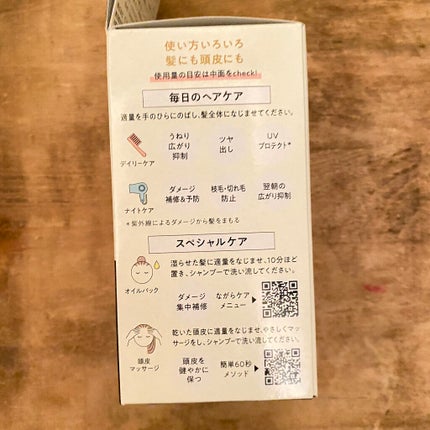 使い方いろいろ
髪にも頭皮にも
使用量の目安は中面をcheck!
毎日のヘアケア
適量を手のひらにのばし、髪全体になじませてください。
デイリーケア
うねり
広がり
抑制
ツヤ
出し
UV
プロテクト*
ナイトケア
ダメージ
補修&予防
枝毛・切れ毛
防止
翌朝の
広がり抑制
*紫外線によるダメージから髪をまもる
スペシャルケア
オイルパック
湿らせた髪に適量をなじませ、10分ほど
置き、シャンプーで洗い流してください。
ダメージ
集中補修
ながらケア
メニュー
頭皮
マッサージ
乾いた頭皮に適量をなじませ、やさしくマッ
サージをし、シャンプーで洗い流してください。
頭皮を
健やかに
保つ
簡単60秒
メソッド